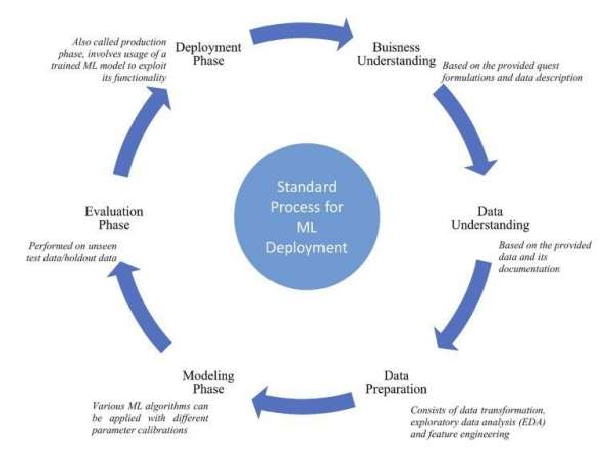 Deployment
Phase
Also called production
phase, involves usage of a
trained ML model to exploit
its functionality
Buisness
Understanding
Based on the provided quest
formulations and data description
Data
Understanding
Based on the provided
data and its
documentation
Data
Preparation
Consists of data transformation,
exploratory data analysis (EDA)
and feature engineering
Modeling
Phase
Various ML algorithms can
be applied with different
parameter calibrations
Evaluation
Phase
Performed on unseen
test data/holdout data
Standard
Process for
ML
Deployment